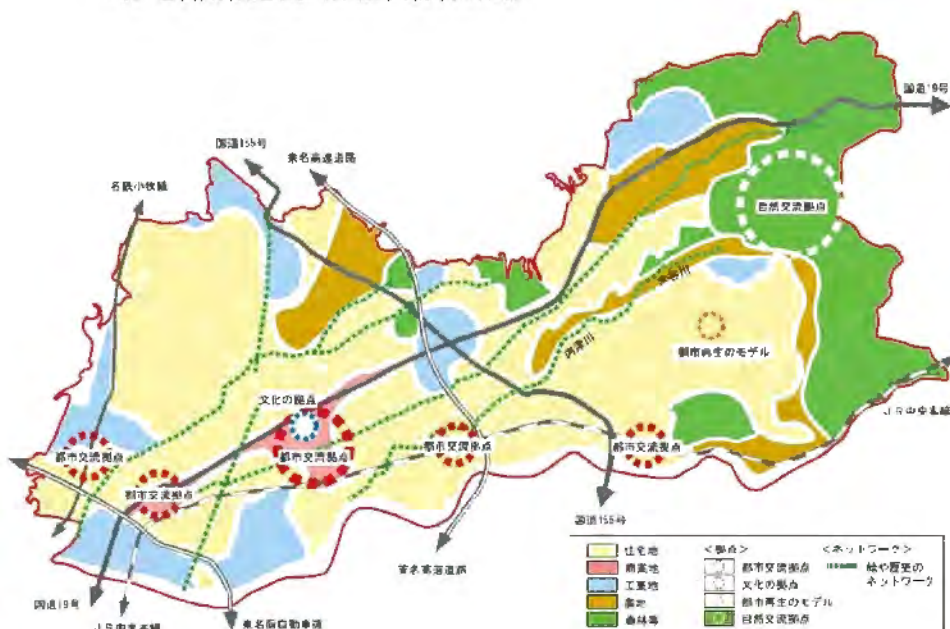 国道19号
国道155号
東名高速道路
名鉄小牧線
自然交流拠点
内津川
都市再生のモデル
文化の拠点
JR中央本線
都市交流拠点
都市交流拠点
都市交流拠点
都市交流拠点
都市交流拠点
国道155号
東名高速道路
国道19号
JR中央本線
東名阪自動車道
住宅地
商業地
工業地
農地
森林等
<拠点>
都市交流拠点
文化の拠点
都市再生のモデル
自然交流拠点
<ネットワーク>
緑や歴史の
ネットワーク